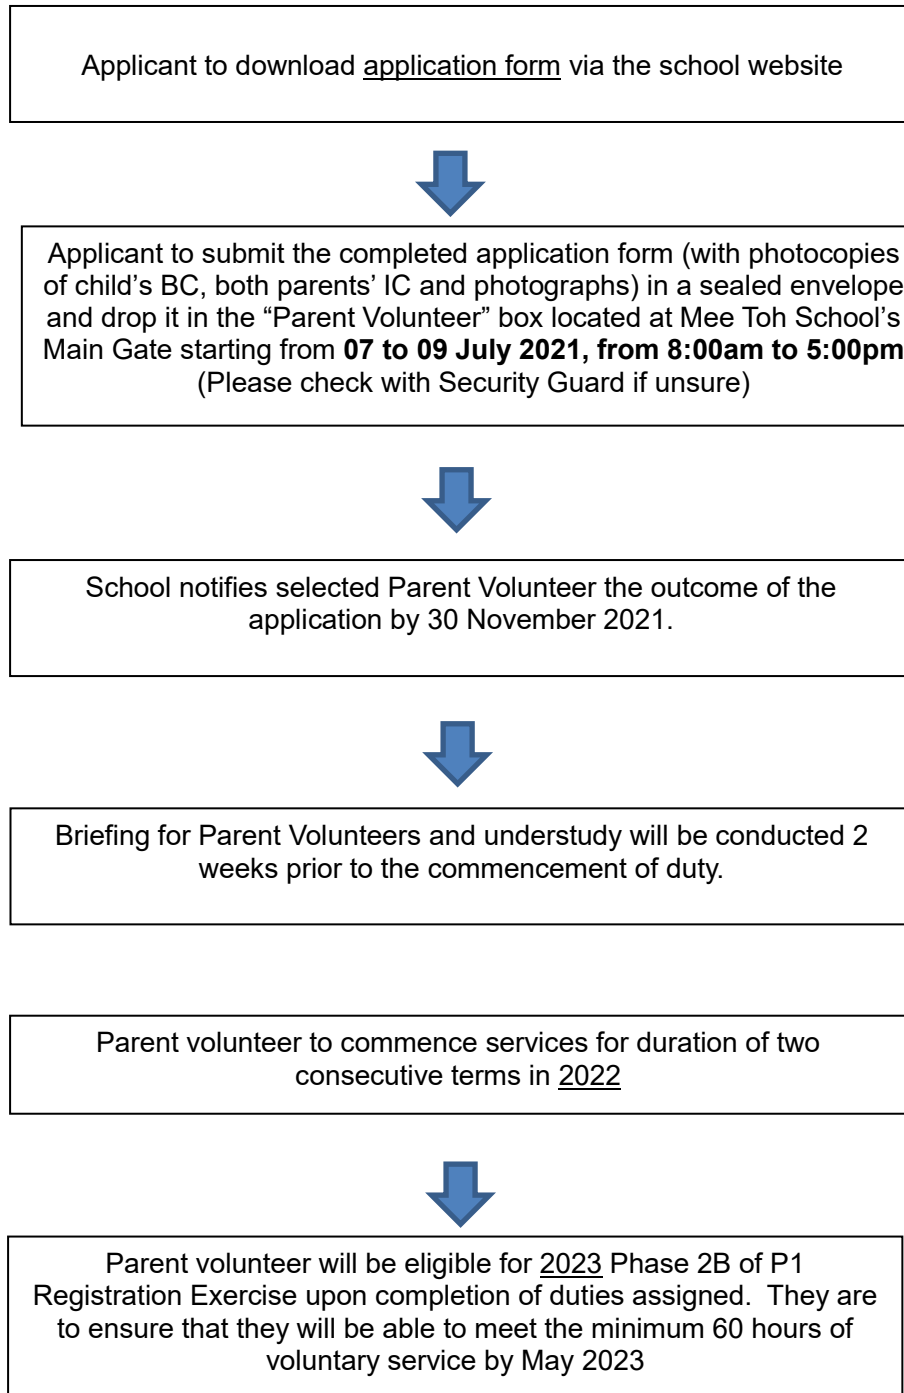 Applicant to download application form via the school website
Applicant to submit the completed application form (with photocopies
of child’s BC, both parents’ IC and photographs) in a sealed envelope
and drop it in the “Parent Volunteer” box located at Mee Toh School’s
Main Gate starting from 07 to 09 July 2021, from 8:00am to 5:00pm
(Please check with Security Guard if unsure)
School notifies selected Parent Volunteer the outcome of the
application by 30 November 2021.
Briefing for Parent Volunteers and understudy will be conducted 2
weeks prior to the commencement of duty.
Parent volunteer to commence services for duration of two
consecutive terms in 2022
Parent volunteer will be eligible for 2023 Phase 2B of P1
Registration Exercise upon completion of duties assigned.  They are
to ensure that they will be able to meet the minimum 60 hours of
voluntary service by May 2023